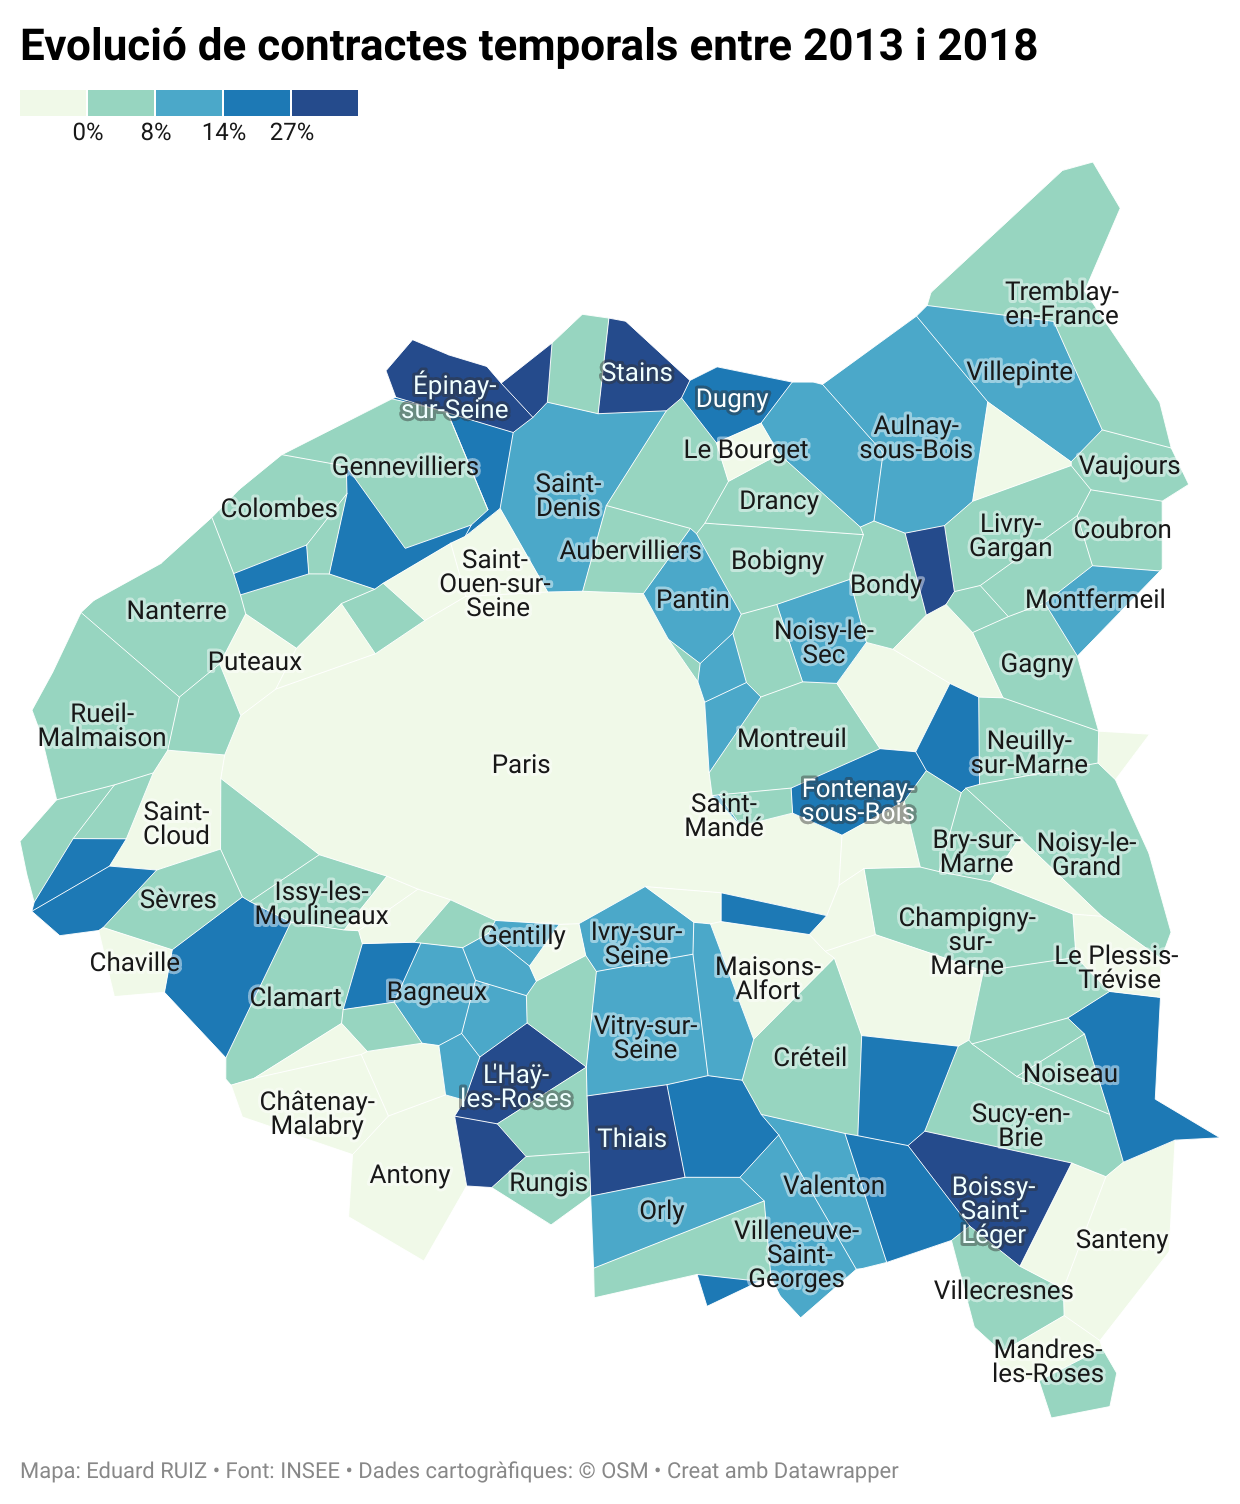 Evolució de contractes temporals entre 2013 i 2018
0% 8% 14% 27%
Tremblay-
en-France
Villepinte
Épinay-
sur-Seine
Stains
Dugny
Aulnay-
sous-Bois
Le Bourget
Vaujours
Gennevilliers
Colombes
Saint-
Denis
Drancy
Livry-
Gargan
Coubron
Aubervilliers
Bobigny
Saint-
Ouen-sur-
Seine
Bondy
Pantin
Montfermeil
Nanterre
Noisy-le-
Sec
Puteaux
Gagny
Rueil-
Malmaison
Montreuil
Neuilly-
sur-Marne
Paris
Fontenay-
sous-Bois
Saint-
Mandé
Saint-
Cloud
Bry-sur-
Marne
Noisy-le-
Grand
Sèvres
Issy-les-
Moulineaux
Gentilly
Ivry-sur-
Seine
Champigny-
sur-
Marne
Chaville
Maisons-
Alfort
Le Plessis-
Trévise
Clamart
Bagneux
Vitry-sur-
Seine
Créteil
L'Haÿ-
les-Roses
Noiseau
Châtenay-
Malabry
Sucy-en-
Brie
Thiais
Antony
Rungis
Valenton
Boissy-
Saint-
Léger
Orly
Villeneuve-
Saint-
Georges
Santeny
Villecresnes
Mandres-
les-Roses
Mapa: Eduard RUIZ • Font: INSEE • Dades cartogràfiques: © OSM • Creat amb Datawrapper